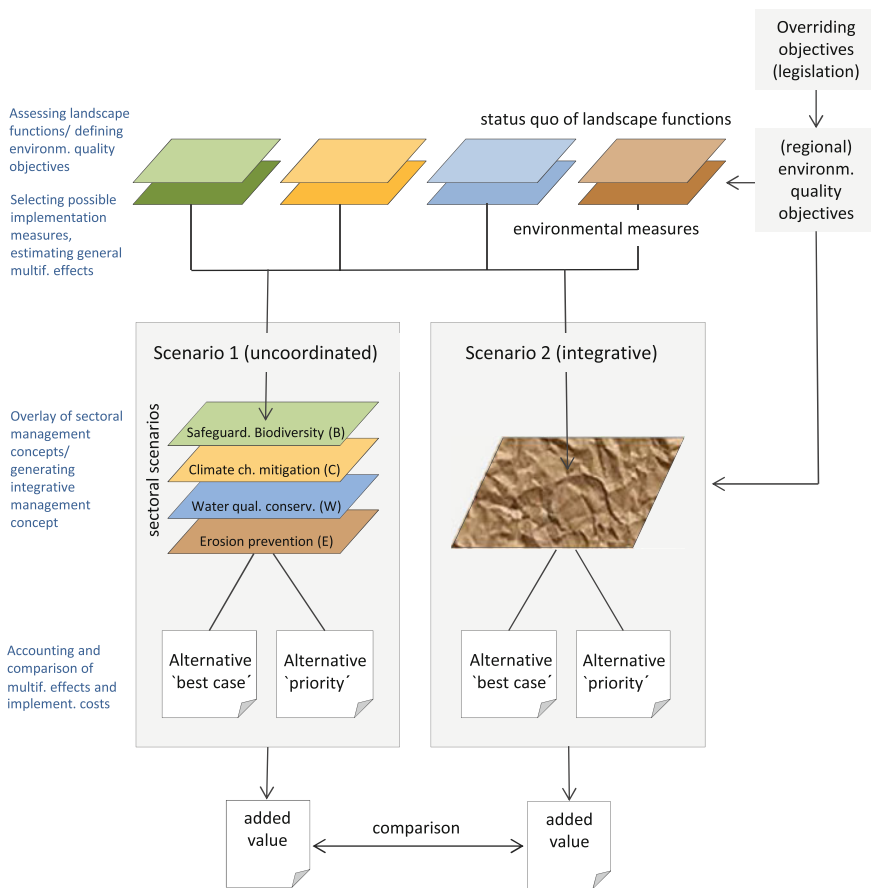 Overriding
objectives
(legislation)
Assessing landscape
functions/ defining
environm. quality
objectives
status quo of landscape functions
(regional)
environm.
quality
objectives
Selecting possible
implementation
measures,
estimating general
multif. effects
environmental measures
Scenario 1 (uncoordinated)
Scenario 2 (integrative)
Overlay of sectoral
management
concepts/
generating
integrative
management
concept
sectoral scenarios
Safeguard. Biodiversity (B)
Climate ch. mitigation (C)
Water qual. conserv. (W)
Erosion prevention (E)
Accounting and
comparison of
multif. effects and
implement. costs
Alternative
`best case´
Alternative
`priority´
Alternative
`best case´
Alternative
`priority´
added
value
comparison
added
value